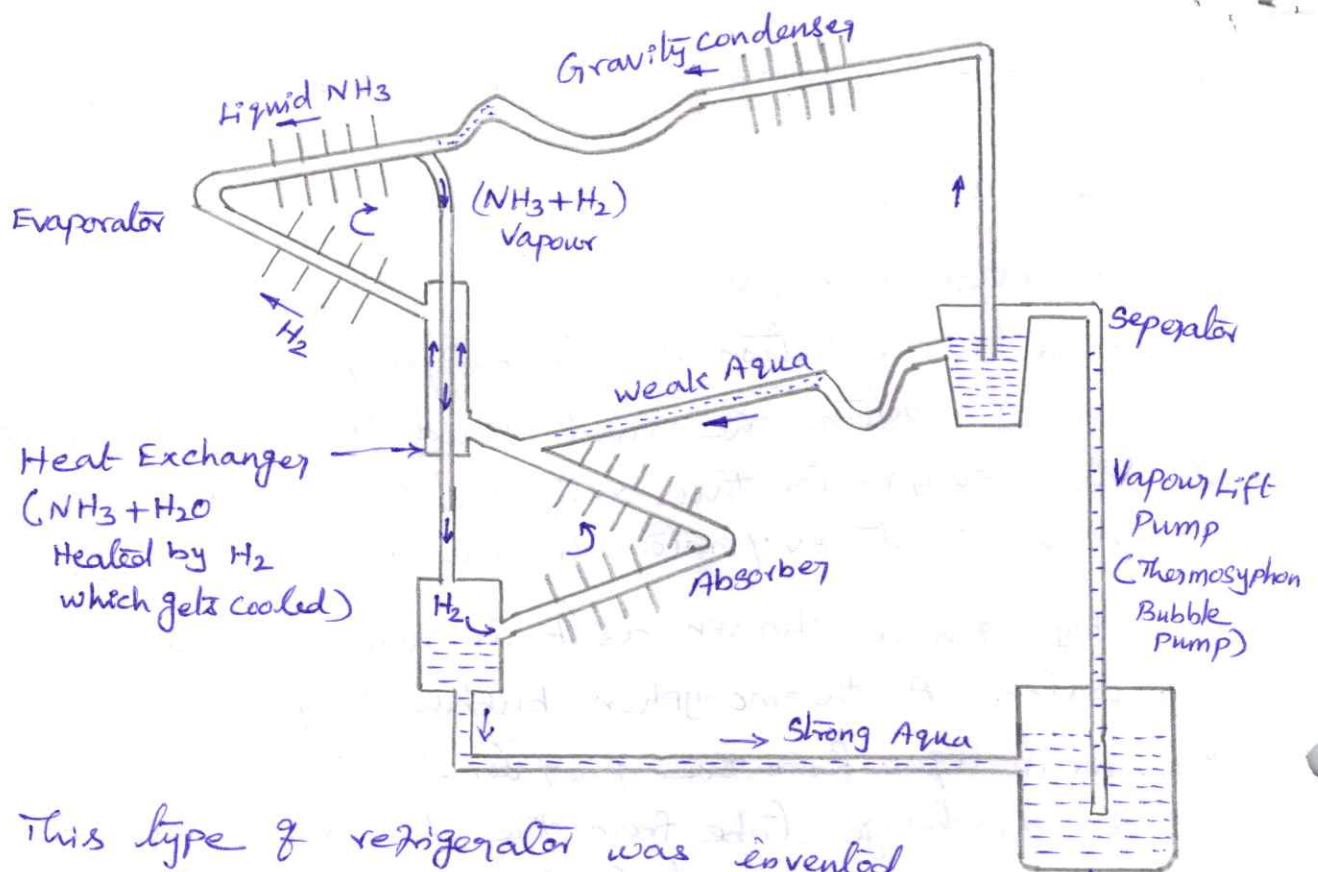 Gravity condenser
Liquid NH3
Evaporator
(NH3+H2)
Vapour
H2
Seperator
Weak Aqua
Heat Exchanger
(NH3+H2O
Heated by H2
which gets cooled)
Vapour Lift
Pump
(Thermosyphon
Bubble
Pump)
Absorber
H2
Strong Aqua
This type of refrigerator was invented